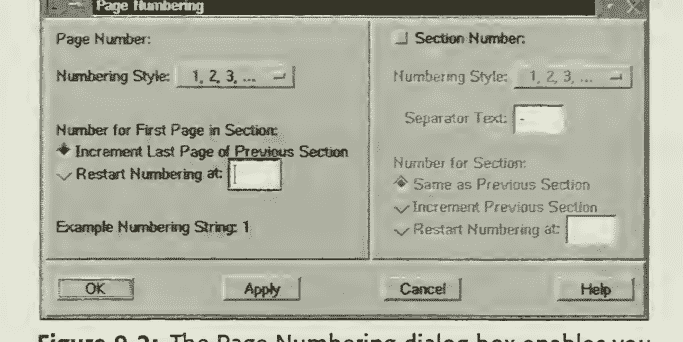 Page Numbering
Page Number:
Numbering Style: 1, 2, 3, ...
Number for First Page in Section:
Increment Last Page of Previous Section
Restart Numbering at:
Example Numbering String: 1
Section Number:
Numbering Style: 1, 2, 3, ...
Separator Text: -
Number for Section:
Same as Previous Section
Increment Previous Section
Restart Numbering at:
OK Apply Cancel Help
Figure 9-2: The Page Numbering dialog box enables you